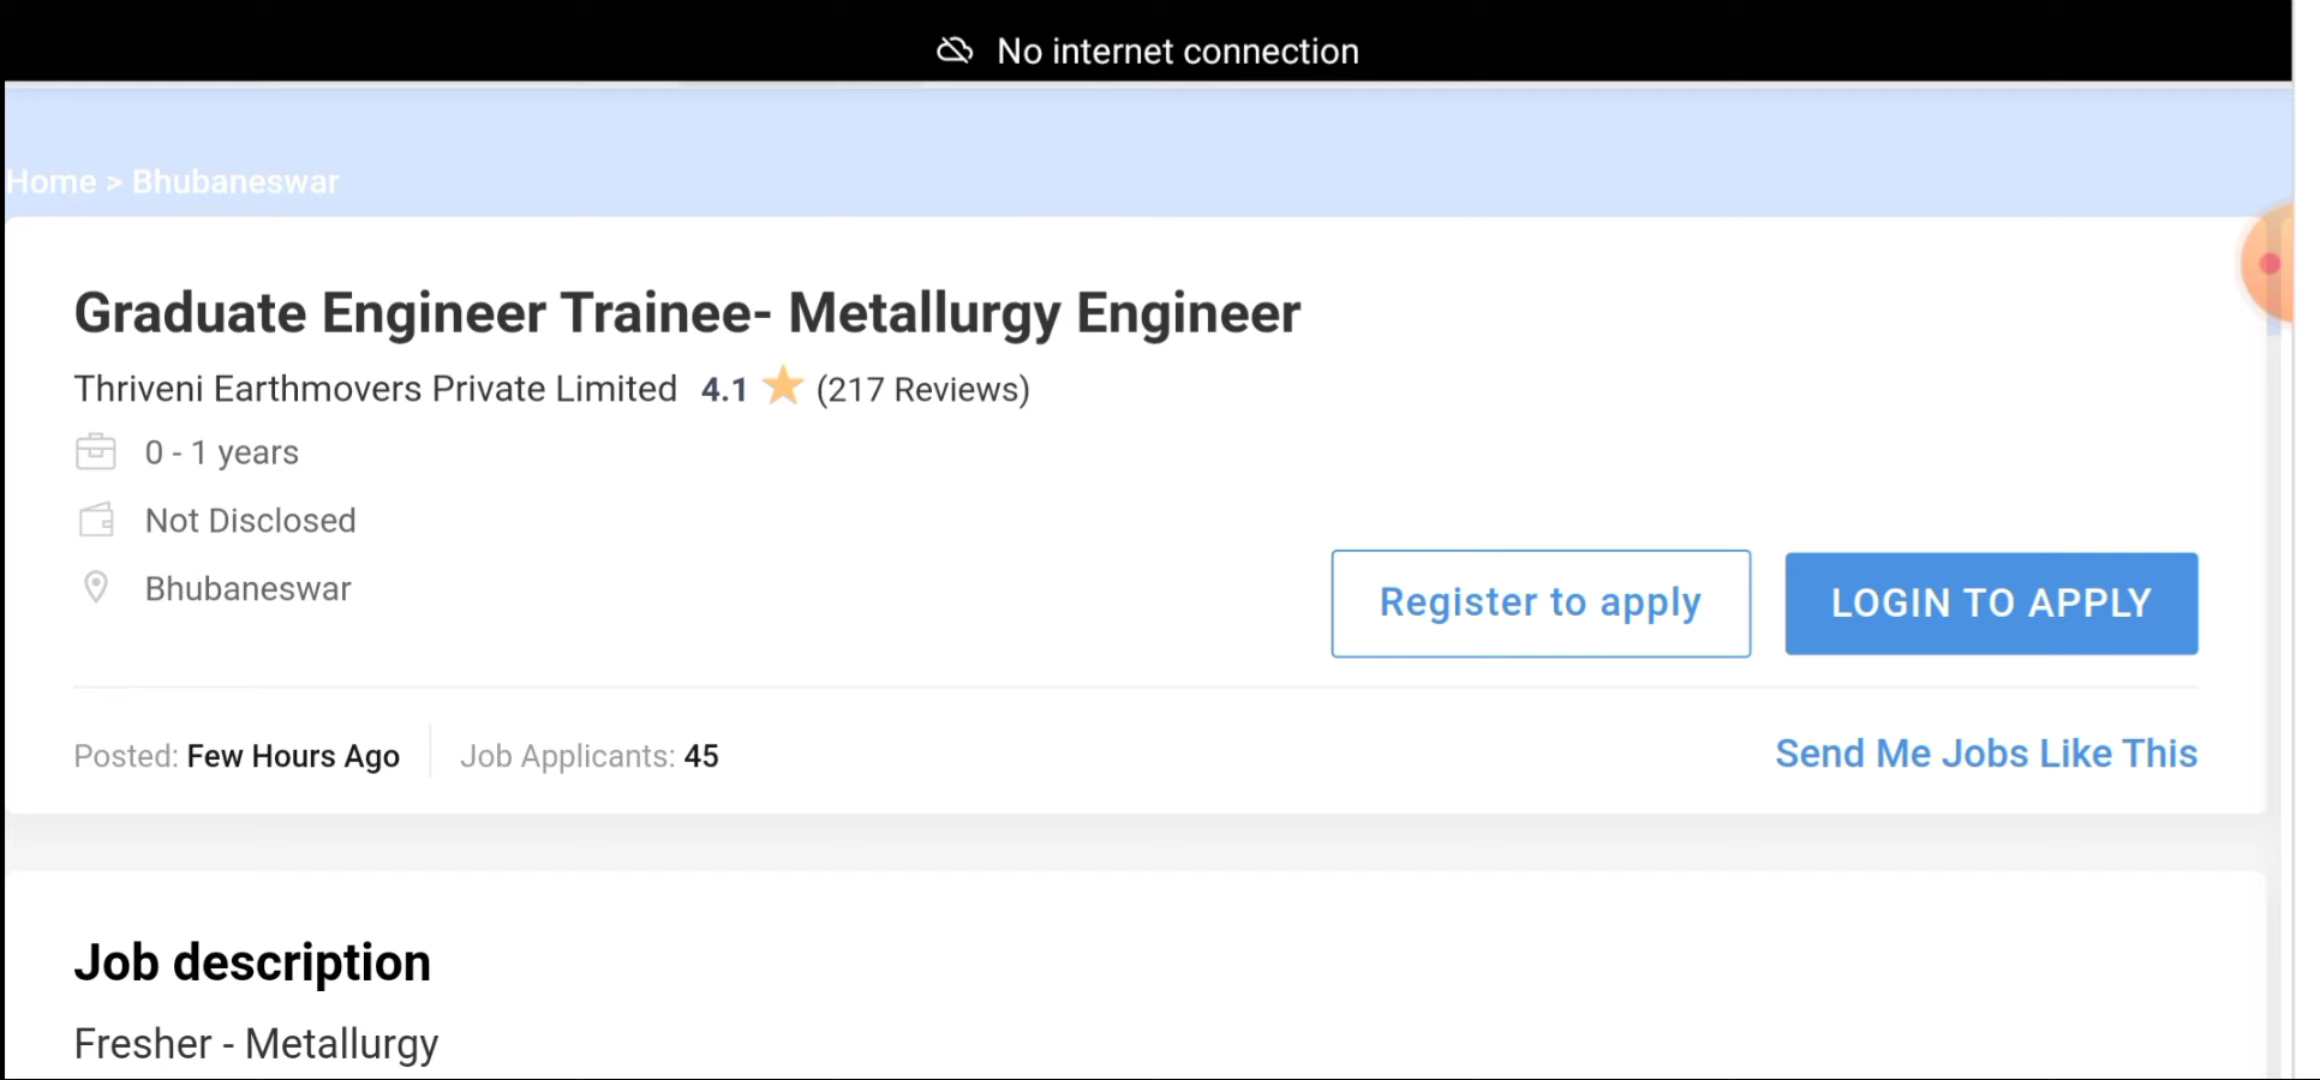 No internet connection
Home > Bhubaneswar
Graduate Engineer Trainee- Metallurgy Engineer
Thriveni Earthmovers Private Limited 4.1 (217 Reviews)
0 - 1 years
Not Disclosed
Bhubaneswar
Register to apply LOGIN TO APPLY
Posted: Few Hours Ago Job Applicants: 45 Send Me Jobs Like This
Job description
Fresher - Metallurgy